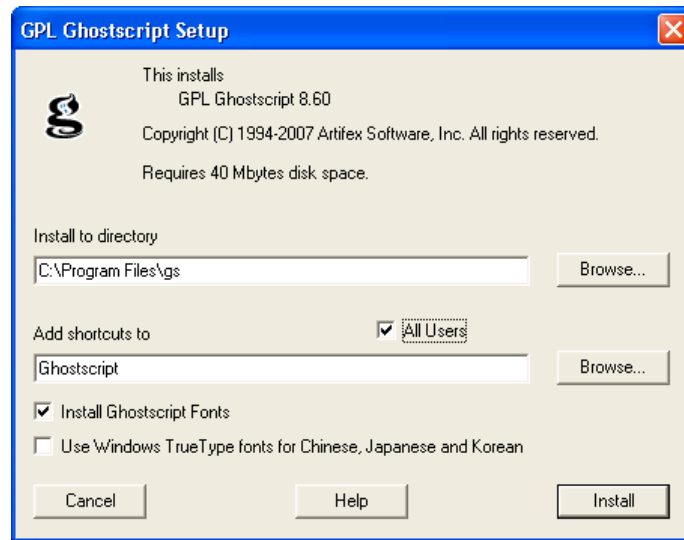 GPL Ghostscript Setup
This installs
GPL Ghostscript 8.60
Copyright (C) 1994-2007 Artifex Software, Inc. All rights reserved.
Requires 40 Mbytes disk space.
Install to directory
C:\Program Files\gs
Browse...
Add shortcuts to
All Users
Ghostscript
Browse...
Install Ghostscript Fonts
Use Windows TrueType fonts for Chinese, Japanese and Korean
Cancel
Help
Install